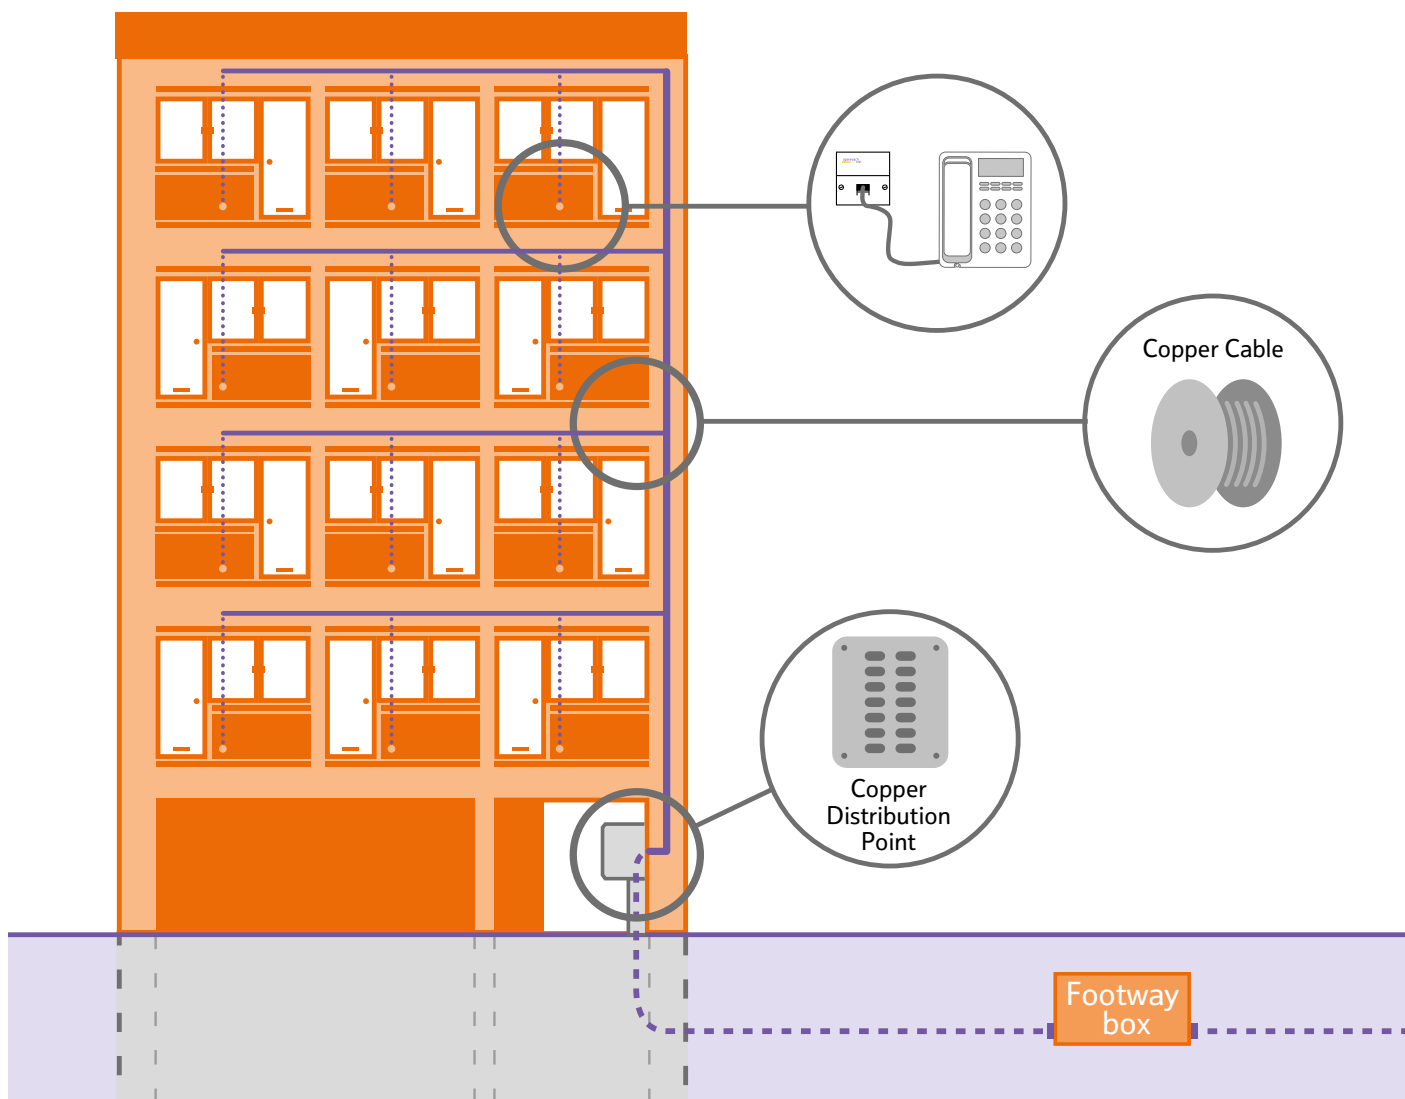 Copper Cable
Copper
Distribution
Point
Footway
box